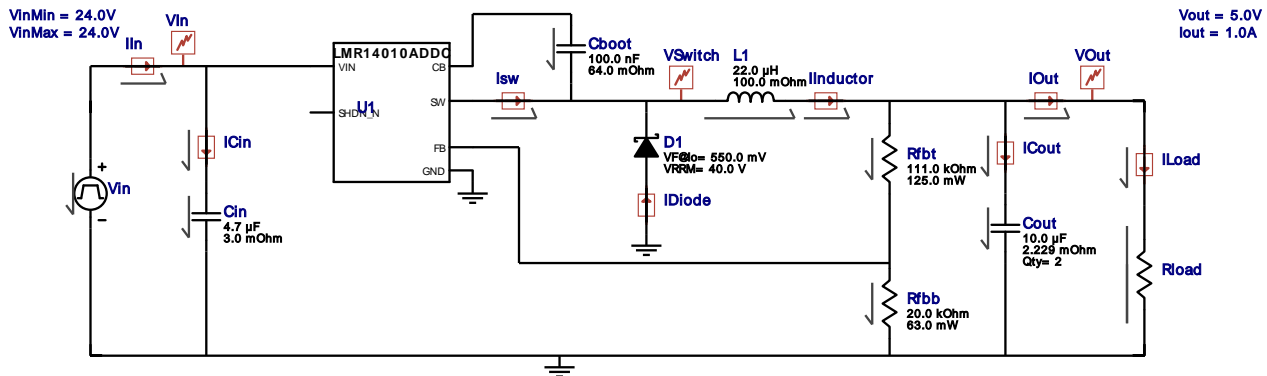 VinMin = 24.0V
VinMax = 24.0V
Vout = 5.0V
Iout = 1.0A
VIn
IIn
LMR14010ADDC
VIN
CB
SW
SHDN_N
FB
GND
U1
Cboot
100.0 nF
64.0 mOhm
Isw
VSwitch
L1
22.0 µH
100.0 mOhm
IInductor
IOut
VOut
ICin
Vin
+
−
Cin
4.7 µF
3.0 mOhm
D1
VF@Io= 550.0 mV
VRRM= 40.0 V
IDiode
Rfbt
111.0 kOhm
125.0 mW
ICout
ILoad
Cout
10.0 µF
2.229 mOhm
Qty= 2
Rload
Rfbb
20.0 kOhm
63.0 mW